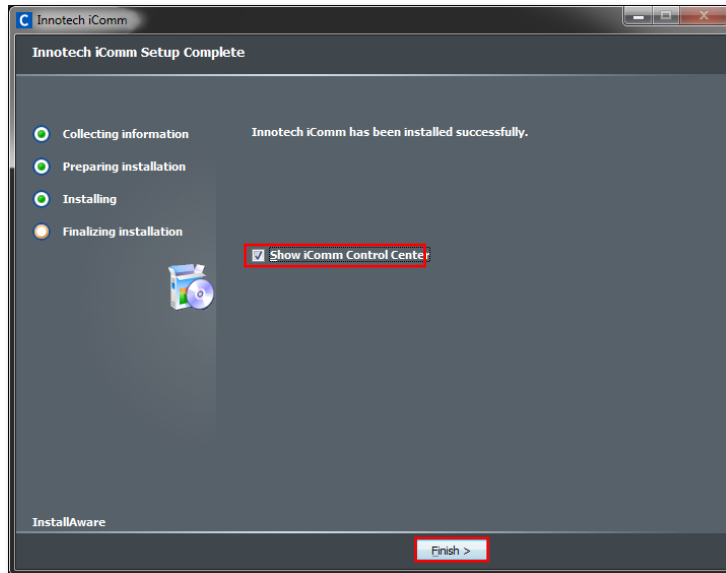 C Innotech iComm
Innotech iComm Setup Complete
Collecting information
Innotech iComm has been installed successfully.
Preparing installation
Installing
Finalizing installation
Show iComm Control Center
InstallAware
Finish >